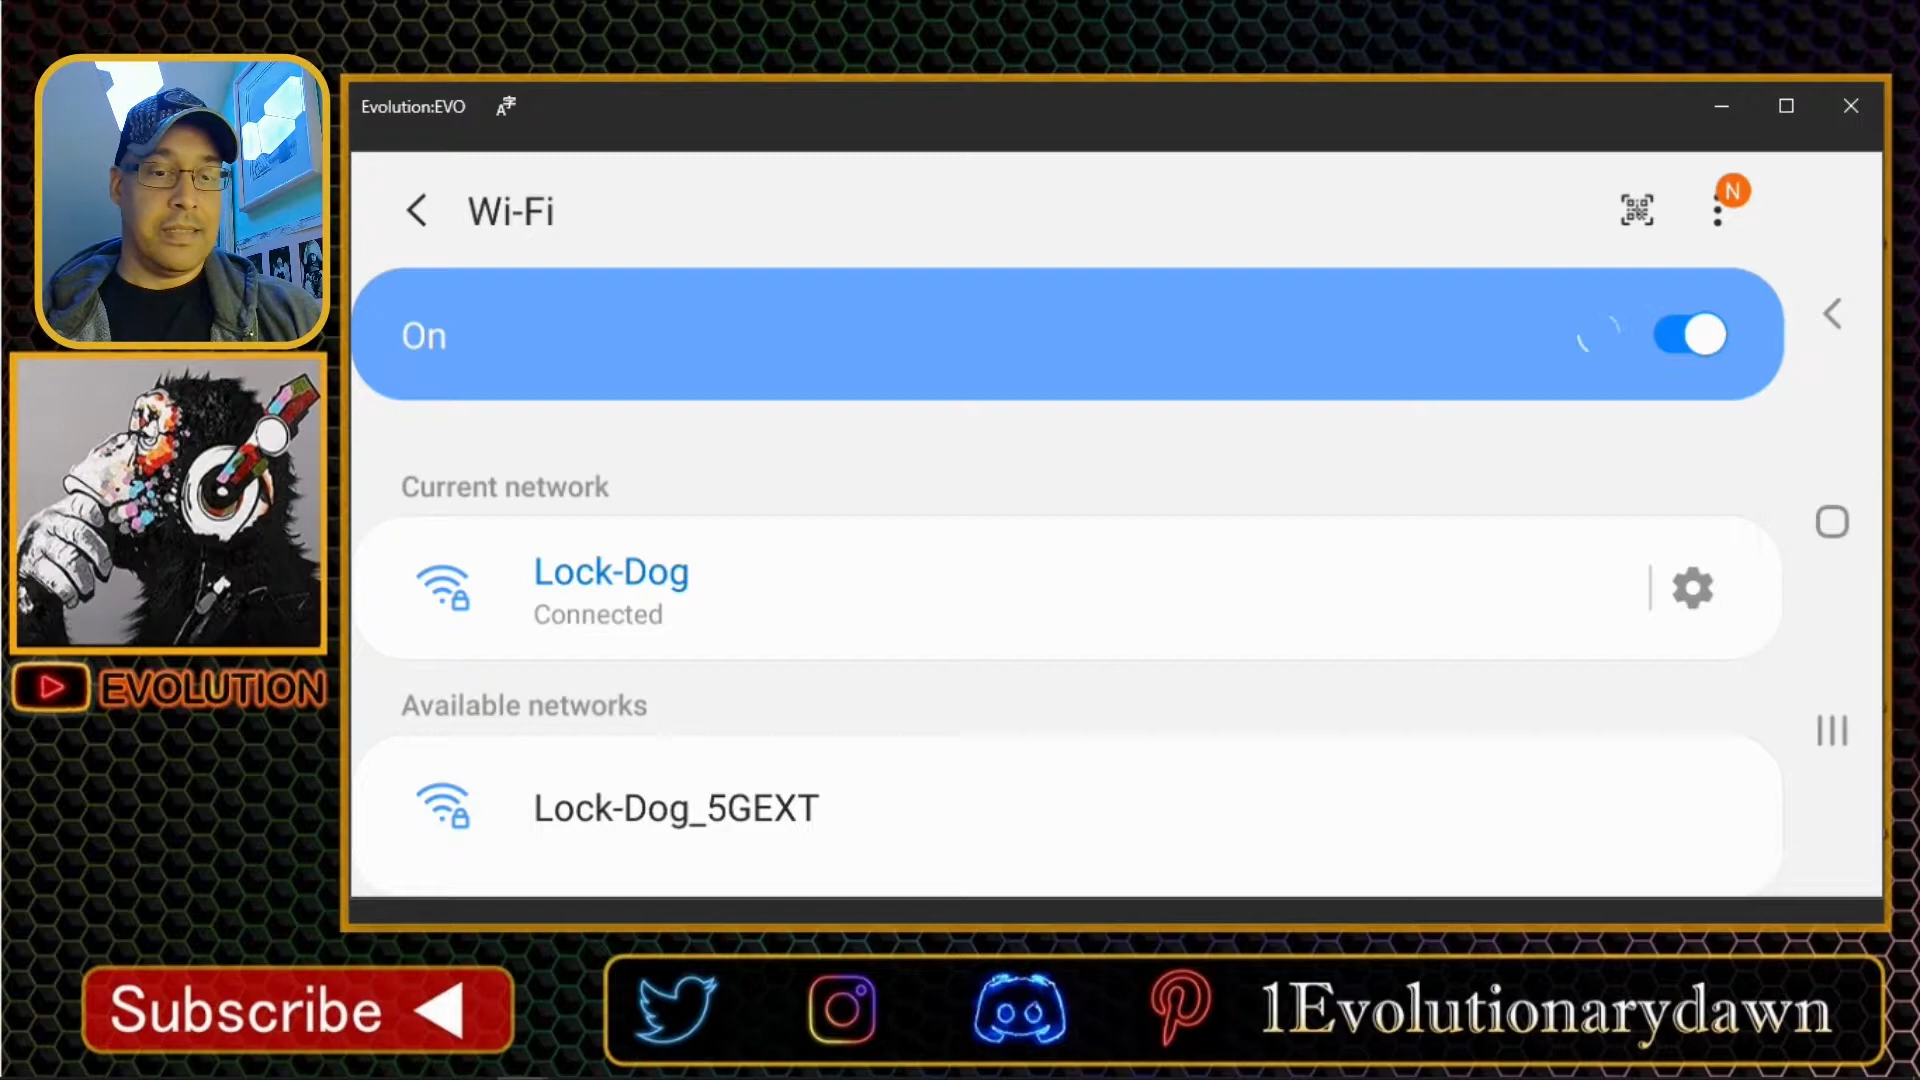 Evolution:EVO
Wi-Fi
N
On
Current network
Lock-Dog
Connected
Available networks
Lock-Dog_5GEXT
EVOLUTION
Subscribe
1Evolutionarydawn